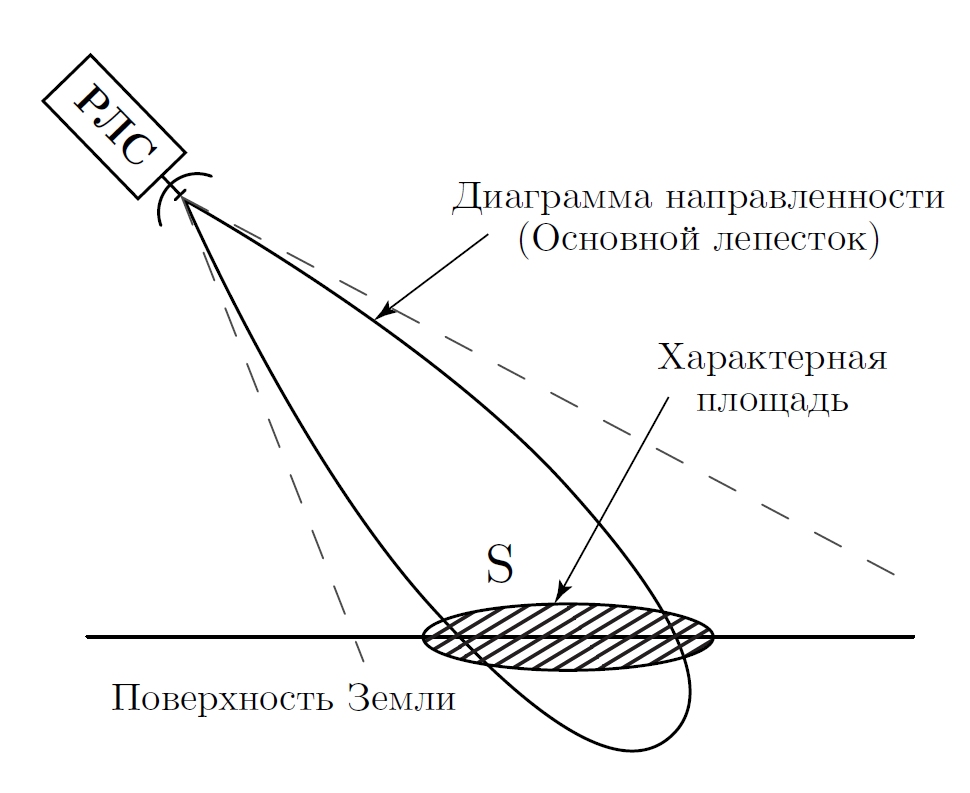 РЛС
Диаграмма направленности
(Основной лепесток)
Характерная
площадь
S
Поверхность Земли